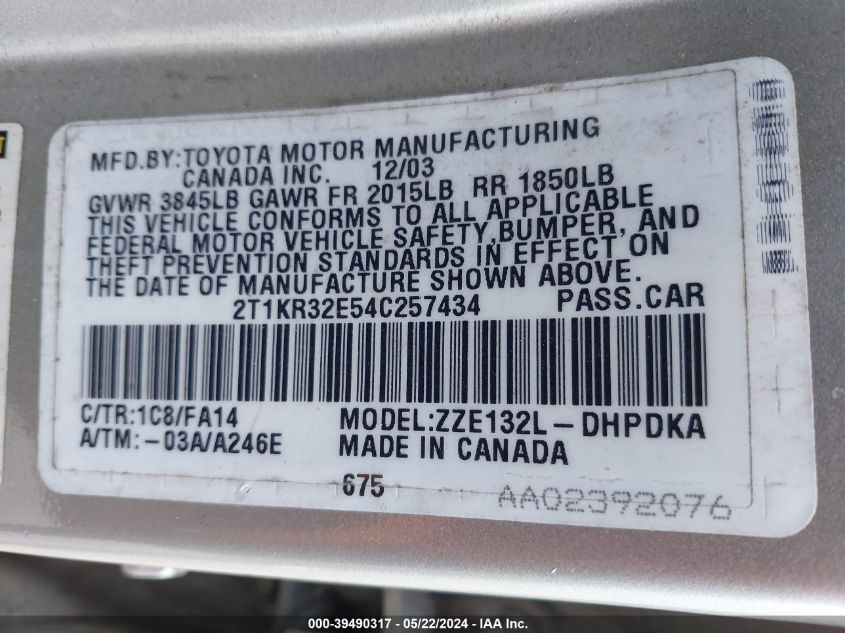 MFD.BY:TOYOTA MOTOR MANUFACTURING
CANADA INC. 12/03
GVWR 3845LB GAWR FR 2015LB RR 1850LB
THIS VEHICLE CONFORMS TO ALL APPLICABLE
FEDERAL MOTOR VEHICLE SAFETY,BUMPER, AND
THEFT PREVENTION STANDARDS IN EFFECT ON
THE DATE OF MANUFACTURE SHOWN ABOVE.
2T1KR32E54C257434 PASS.CAR
C/TR:1C8/FA14 MODEL:ZZE132L-DHPDKA
A/TM:-03A/A246E MADE IN CANADA
675
AA02392076
000-39490317 / 05/22/2024 / IAA Inc.